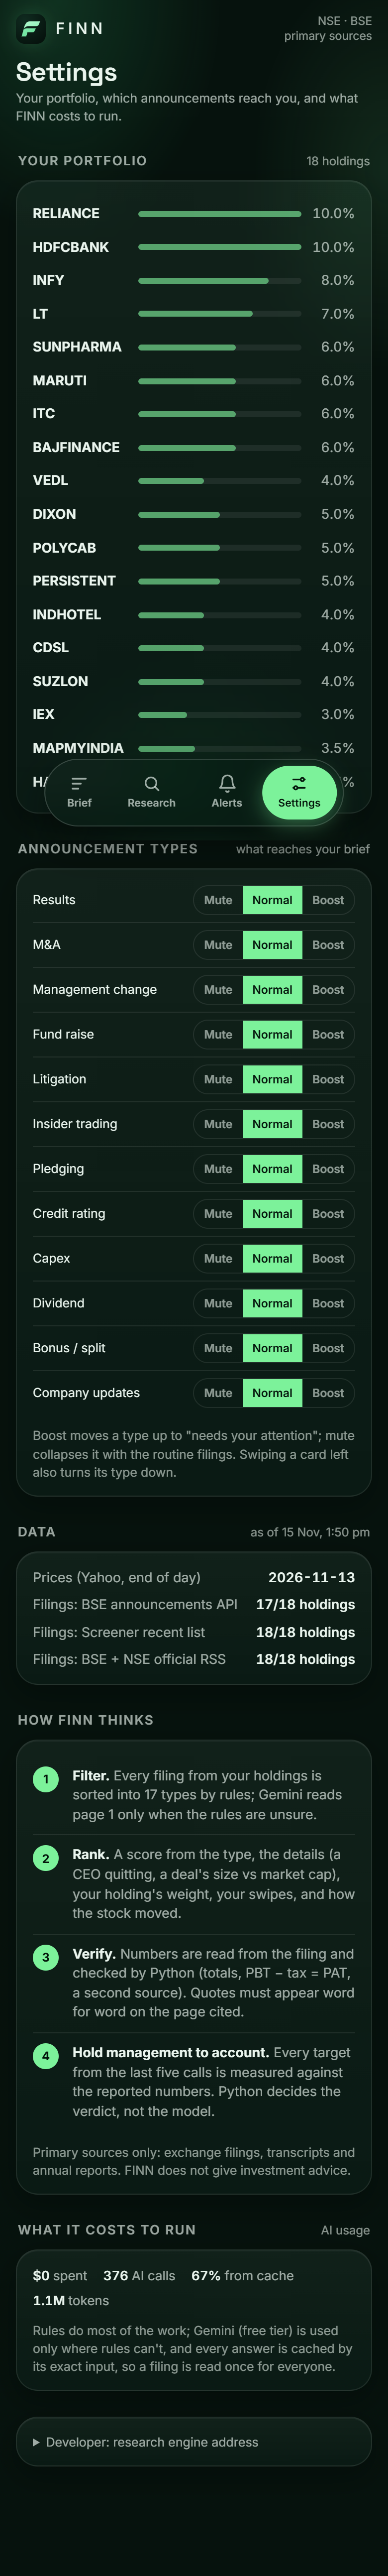 FINN
NSE · BSE
primary sources
Settings
Your portfolio, which announcements reach you, and what
FINN costs to run.
YOUR PORTFOLIO 18 holdings
RELIANCE 10.0%
HDFCBANK 10.0%
INFY 8.0%
LT 7.0%
SUNPHARMA 6.0%
MARUTI 6.0%
ITC 6.0%
BAJFINANCE 6.0%
VEDL 4.0%
DIXON 5.0%
POLYCAB 5.0%
PERSISTENT 5.0%
INDHOTEL 4.0%
CDSL 4.0%
SUZLON 4.0%
IEX 3.0%
MAPMYINDIA 3.5%
Brief Research Alerts Settings
ANNOUNCEMENT TYPES what reaches your brief
Results Mute Normal Boost
M&A Mute Normal Boost
Management change Mute Normal Boost
Fund raise Mute Normal Boost
Litigation Mute Normal Boost
Insider trading Mute Normal Boost
Pledging Mute Normal Boost
Credit rating Mute Normal Boost
Capex Mute Normal Boost
Dividend Mute Normal Boost
Bonus / split Mute Normal Boost
Company updates Mute Normal Boost
Boost moves a type up to "needs your attention"; mute
collapses it with the routine filings. Swiping a card left
also turns its type down.
DATA as of 15 Nov, 1:50 pm
Prices (Yahoo, end of day) 2026-11-13
Filings: BSE announcements API 17/18 holdings
Filings: Screener recent list 18/18 holdings
Filings: BSE + NSE official RSS 18/18 holdings
HOW FINN THINKS
1 Filter. Every filing from your holdings is
sorted into 17 types by rules; Gemini reads
page 1 only when the rules are unsure.
2 Rank. A score from the type, the details (a
CEO quitting, a deal's size vs market cap),
your holding's weight, your swipes, and how
the stock moved.
3 Verify. Numbers are read from the filing and
checked by Python (totals, PBT − tax = PAT,
a second source). Quotes must appear word
for word on the page cited.
4 Hold management to account. Every target
from the last five calls is measured against
the reported numbers. Python decides the
verdict, not the model.
Primary sources only: exchange filings, transcripts and
annual reports. FINN does not give investment advice.
WHAT IT COSTS TO RUN AI usage
$0 spent 376 AI calls 67% from cache
1.1M tokens
Rules do most of the work; Gemini (free tier) is used
only where rules can't, and every answer is cached by
its exact input, so a filing is read once for everyone.
Developer: research engine address